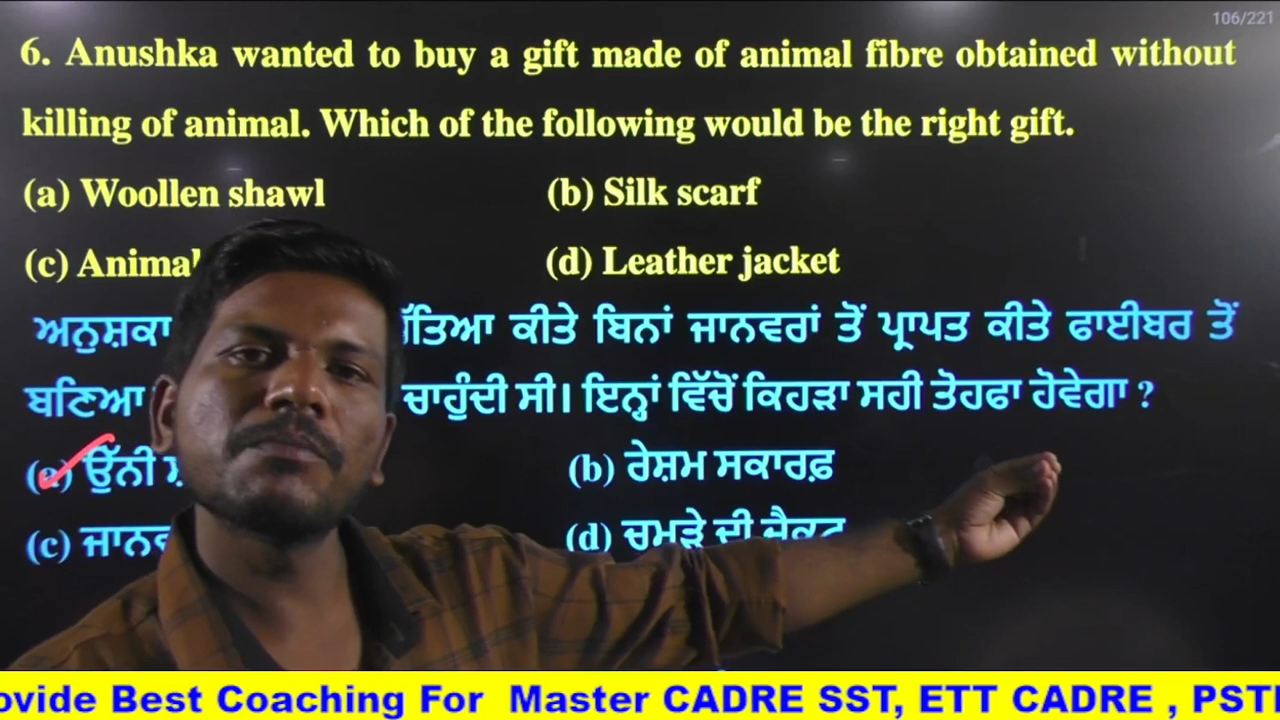 106/221
6. Anushka wanted to buy a gift made of animal fibre obtained without
killing of animal. Which of the following would be the right gift.
(a) Woollen shawl (b) Silk scarf
(c) Animal (d) Leather jacket
ਅਨੁਸ਼ਕਾ ਕੀਤੇ ਬਿਨਾਂ ਜਾਨਵਰਾਂ ਤੋਂ ਪ੍ਰਾਪਤ ਕੀਤੇ ਫਾਈਬਰ ਤੋਂ
ਬਣਿਆ ਚਾਹੁੰਦੀ ਸੀ। ਇਨ੍ਹਾਂ ਵਿੱਚੋਂ ਕਿਹੜਾ ਸਹੀ ਤੋਹਫਾ ਹੋਵੇਗਾ ?
(a) ਉੱਨੀ (b) ਰੇਸ਼ਮ ਸਕਾਰਫ਼
(c) (d) ਚਮੜੇ ਦੀ ਜੈਕਟ
Best Coaching For Master CADRE SST, ETT CADRE ,